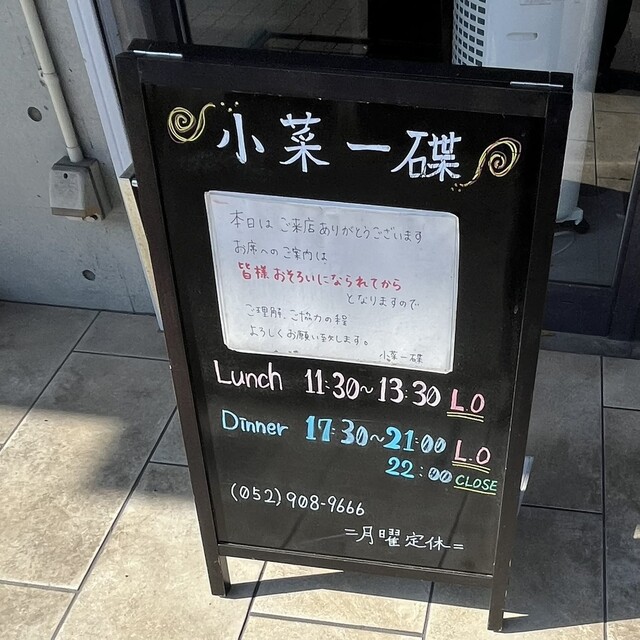 小菜一碟
本日は ご来店ありがとうございます
お席へのご案内は
皆様おそろいになられてから
となりますので
ご理解、ご協力の程
よろしくお願い致します。
小菜一碟
Lunch 11:30〜13:30 L.O
Dinner 17:30〜21:00 L.O
22:00 CLOSE
(052)908-9666
=月曜定休=